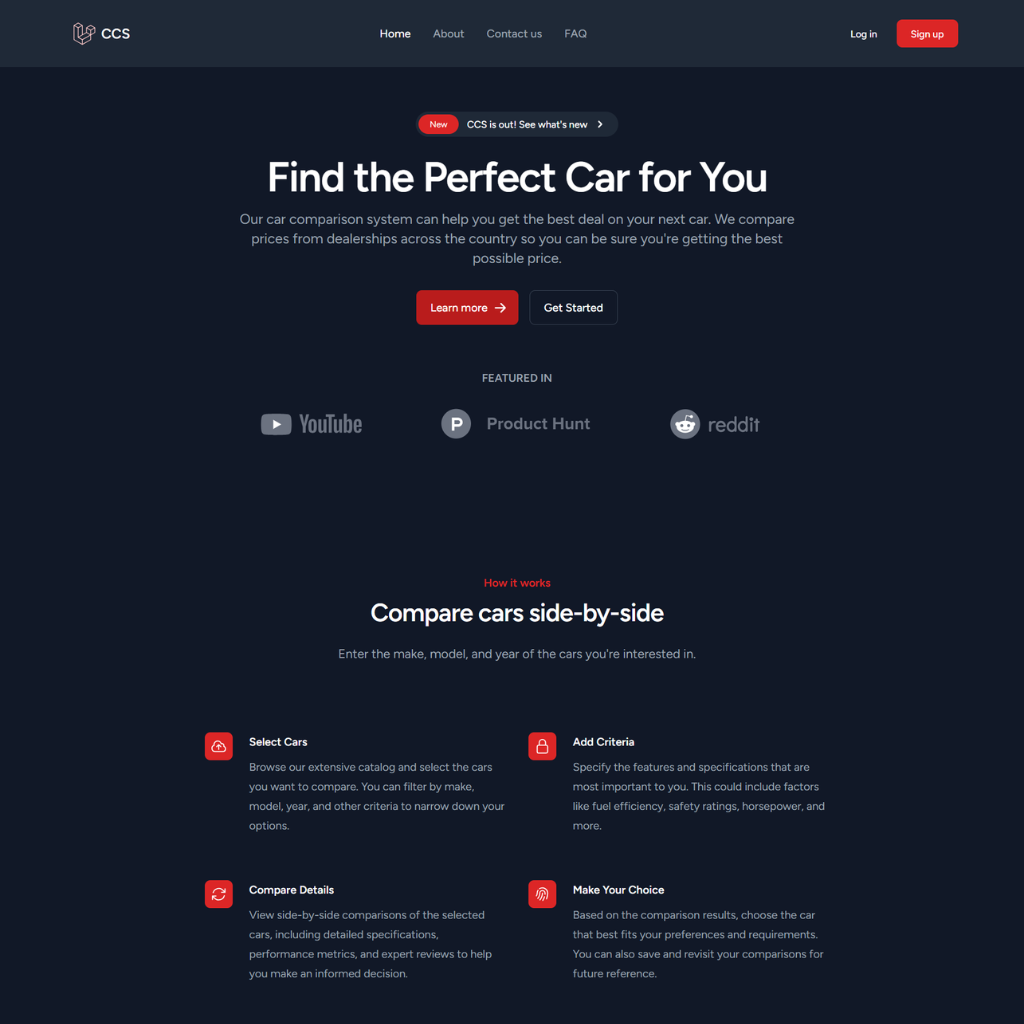 CCS
Home About Contact us FAQ
Log in Sign up
New CCS is out! See what's new
Find the Perfect Car for You
Our car comparison system can help you get the best deal on your next car. We compare
prices from dealerships across the country so you can be sure you're getting the best
possible price.
Learn more Get Started
FEATURED IN
YouTube P Product Hunt reddit
How it works
Compare cars side-by-side
Enter the make, model, and year of the cars you're interested in.
Select Cars
Browse our extensive catalog and select the cars
you want to compare. You can filter by make,
model, year, and other criteria to narrow down your
options.
Add Criteria
Specify the features and specifications that are
most important to you. This could include factors
like fuel efficiency, safety ratings, horsepower, and
more.
Compare Details
View side-by-side comparisons of the selected
cars, including detailed specifications,
performance metrics, and expert reviews to help
you make an informed decision.
Make Your Choice
Based on the comparison results, choose the car
that best fits your preferences and requirements.
You can also save and revisit your comparisons for
future reference.